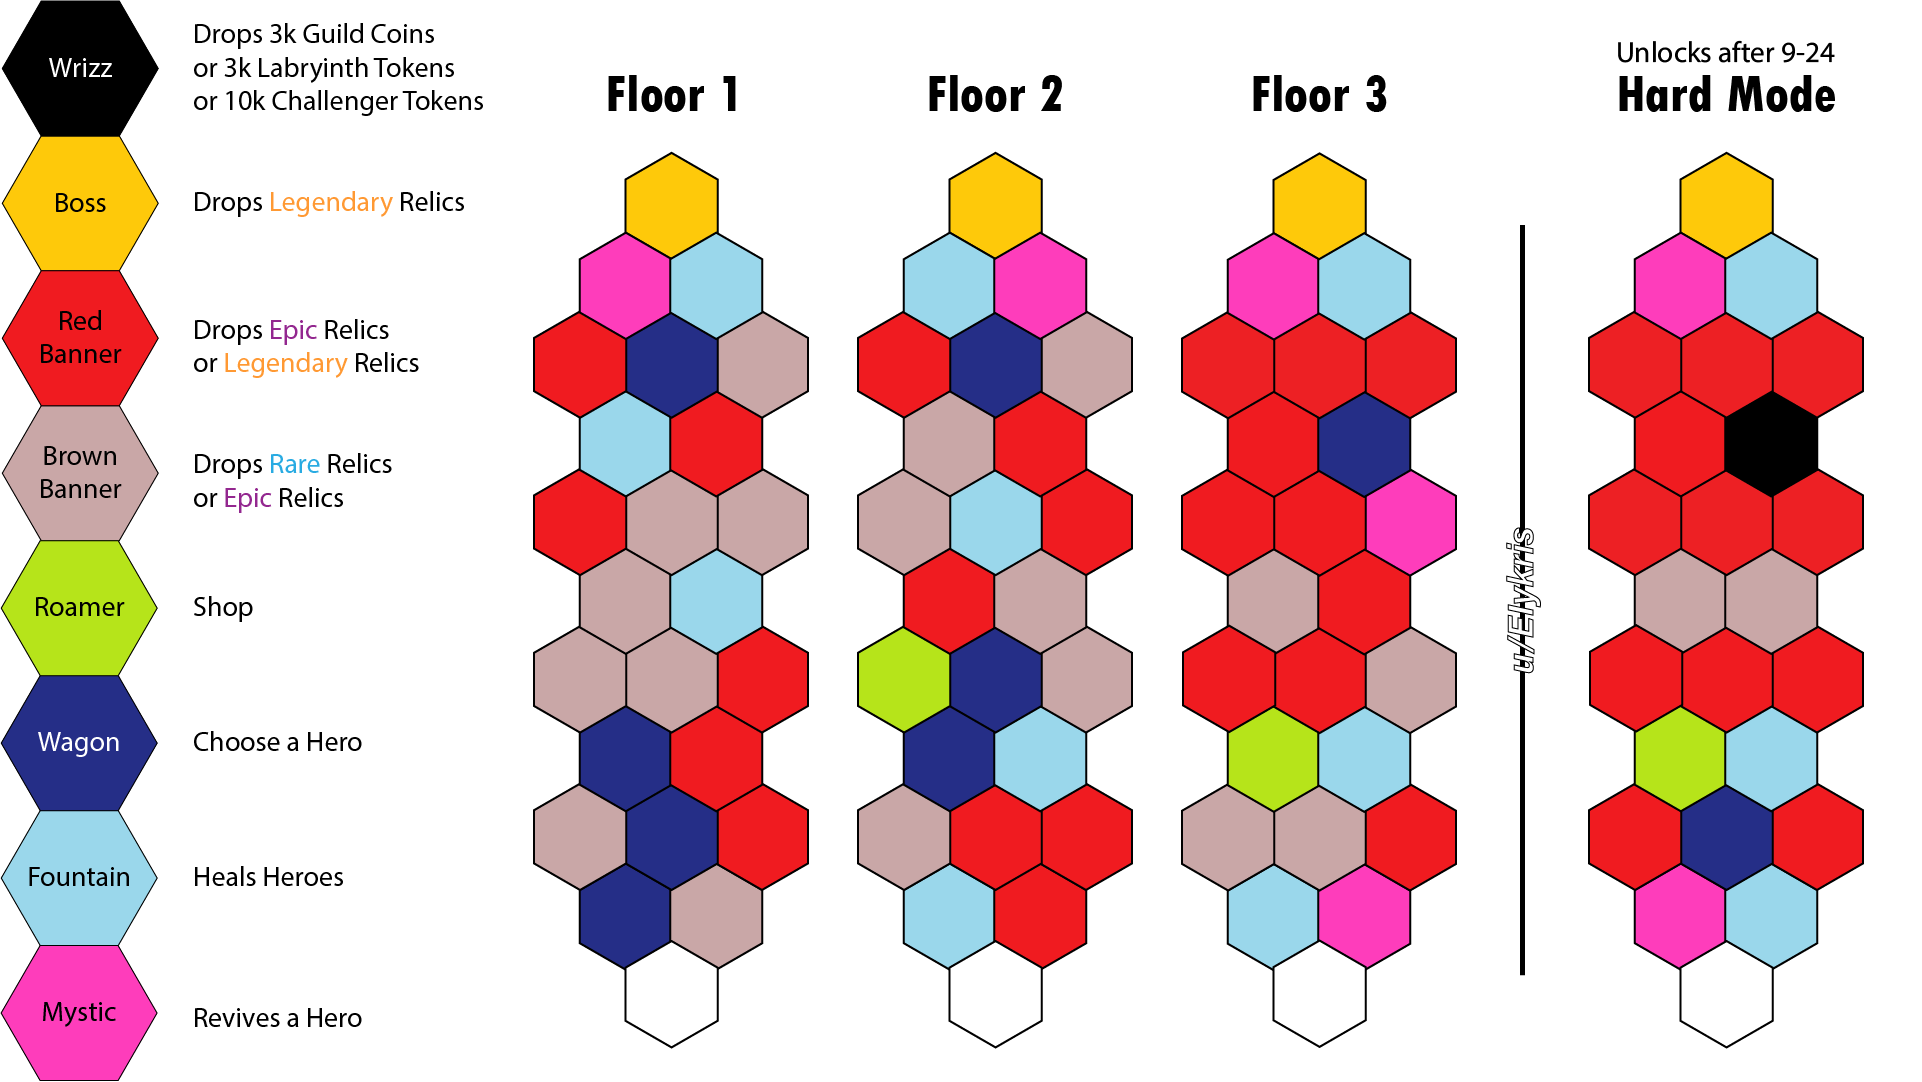 Wrizz
Drops 3k Guild Coins
or 3k Labryinth Tokens
or 10k Challenger Tokens
Boss
Drops Legendary Relics
Red
Banner
Drops Epic Relics
or Legendary Relics
Brown
Banner
Drops Rare Relics
or Epic Relics
Roamer
Shop
Wagon
Choose a Hero
Fountain
Heals Heroes
Mystic
Revives a Hero
Floor 1
Floor 2
Floor 3
Unlocks after 9-24
Hard Mode
u/Elykris